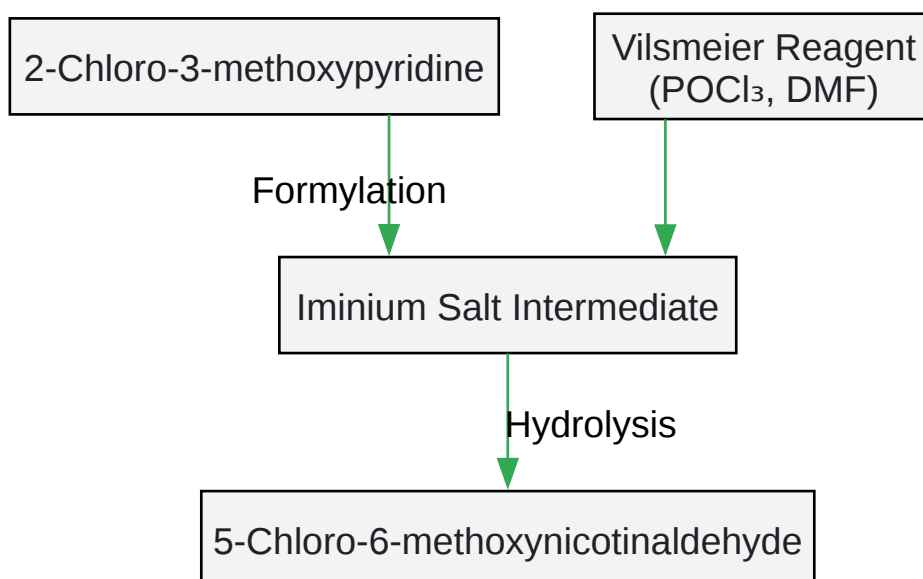 2-Chloro-3-methoxypyridine
Vilsmeier Reagent
(POCl₃, DMF)
Formylation
Iminium Salt Intermediate
Hydrolysis
5-Chloro-6-methoxynicotinaldehyde